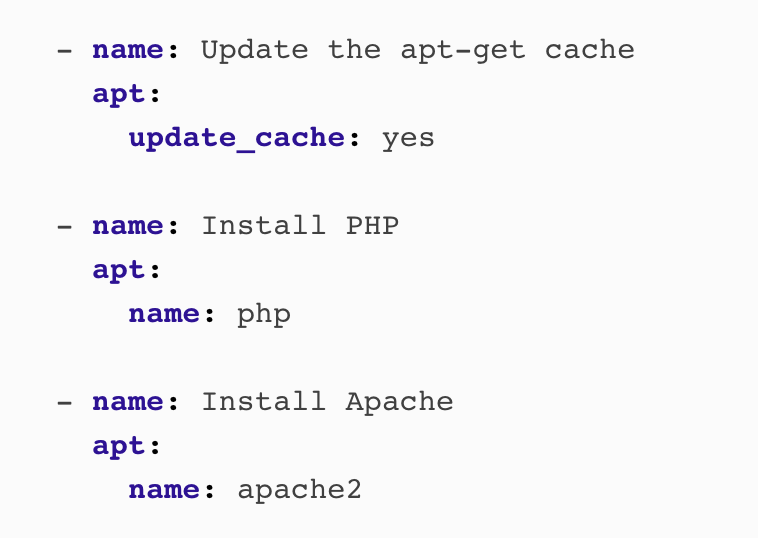 - name: Update the apt-get cache
  apt:
    update_cache: yes

- name: Install PHP
  apt:
    name: php

- name: Install Apache
  apt:
    name: apache2